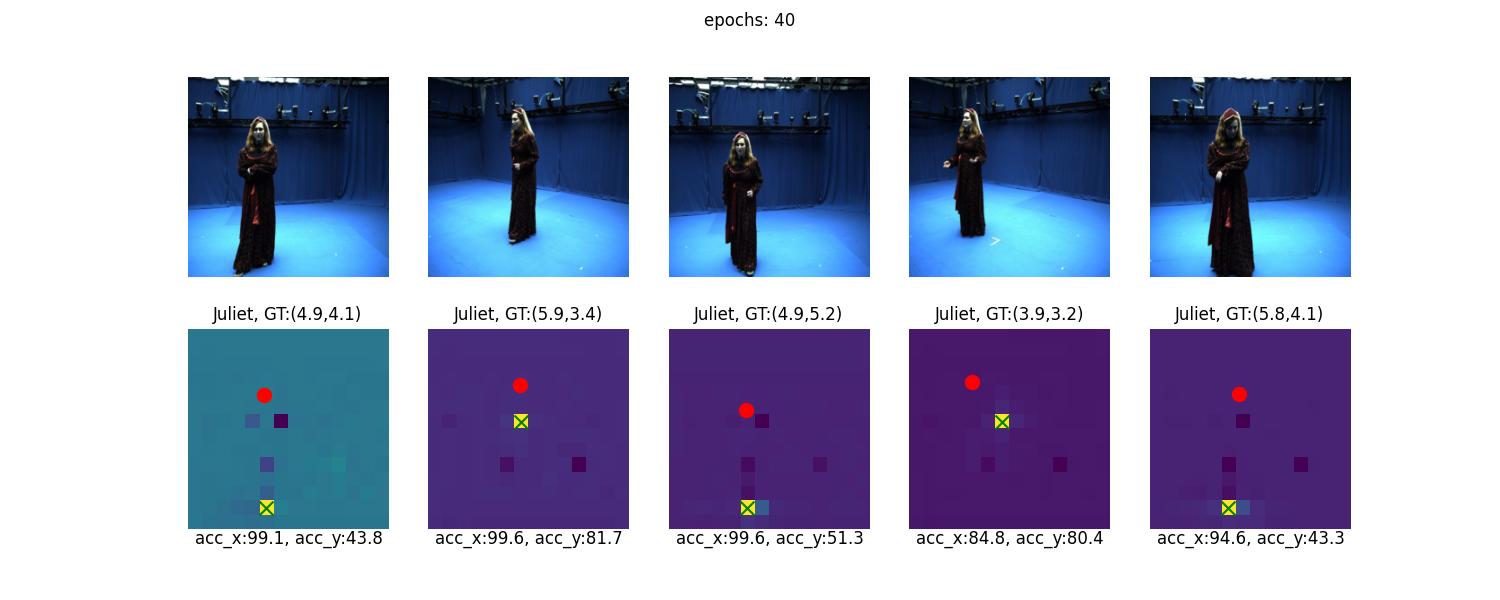 epochs: 40
Juliet, GT:(4.9,4.1)
Juliet, GT:(5.9,3.4)
Juliet, GT:(4.9,5.2)
Juliet, GT:(3.9,3.2)
Juliet, GT:(5.8,4.1)
acc_x:99.1, acc_y:43.8
acc_x:99.6, acc_y:81.7
acc_x:99.6, acc_y:51.3
acc_x:84.8, acc_y:80.4
acc_x:94.6, acc_y:43.3